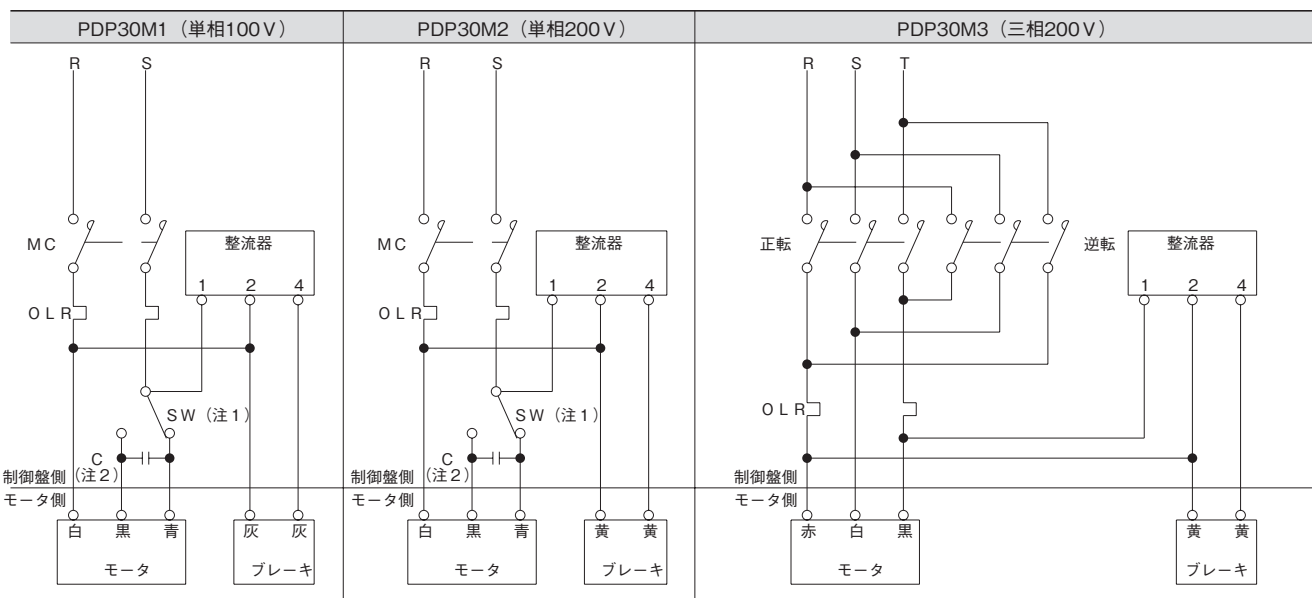 PDP30M1（単相100V） PDP30M2（単相200V） PDP30M3（三相200V）
R S R S R S T
MC 整流器 MC 整流器 正転 逆転 整流器
1 2 4 1 2 4 1 2 4
OLR OLR
SW（注1） SW（注1） OLR
C（注2） C（注2）
制御盤側 制御盤側 制御盤側
モータ側 モータ側 モータ側
白 黒 青 灰 灰 白 黒 青 黄 黄 赤 白 黒 黄 黄
モータ ブレーキ モータ ブレーキ モータ ブレーキ